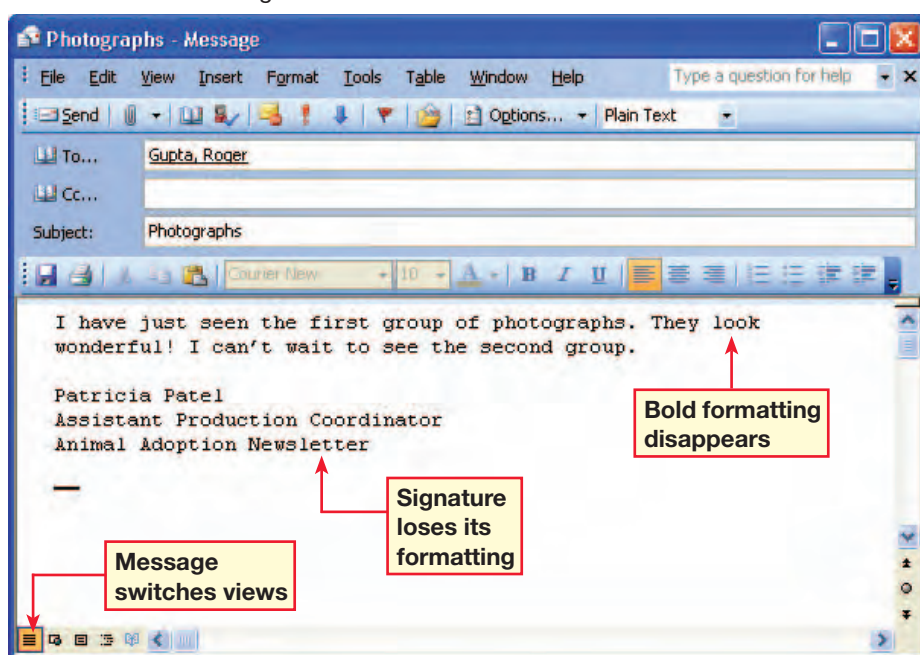 Photographs - Message
File Edit View Insert Format Tools Table Window Help Type a question for help
Send Options... Plain Text
To... Gupta, Roger
Cc...
Subject: Photographs
Courier New 10 A B I U
I have just seen the first group of photographs. They look
wonderful! I can't wait to see the second group.
Patricia Patel
Assistant Production Coordinator
Animal Adoption Newsletter
Bold formatting
disappears
Signature
loses its
formatting
Message
switches views